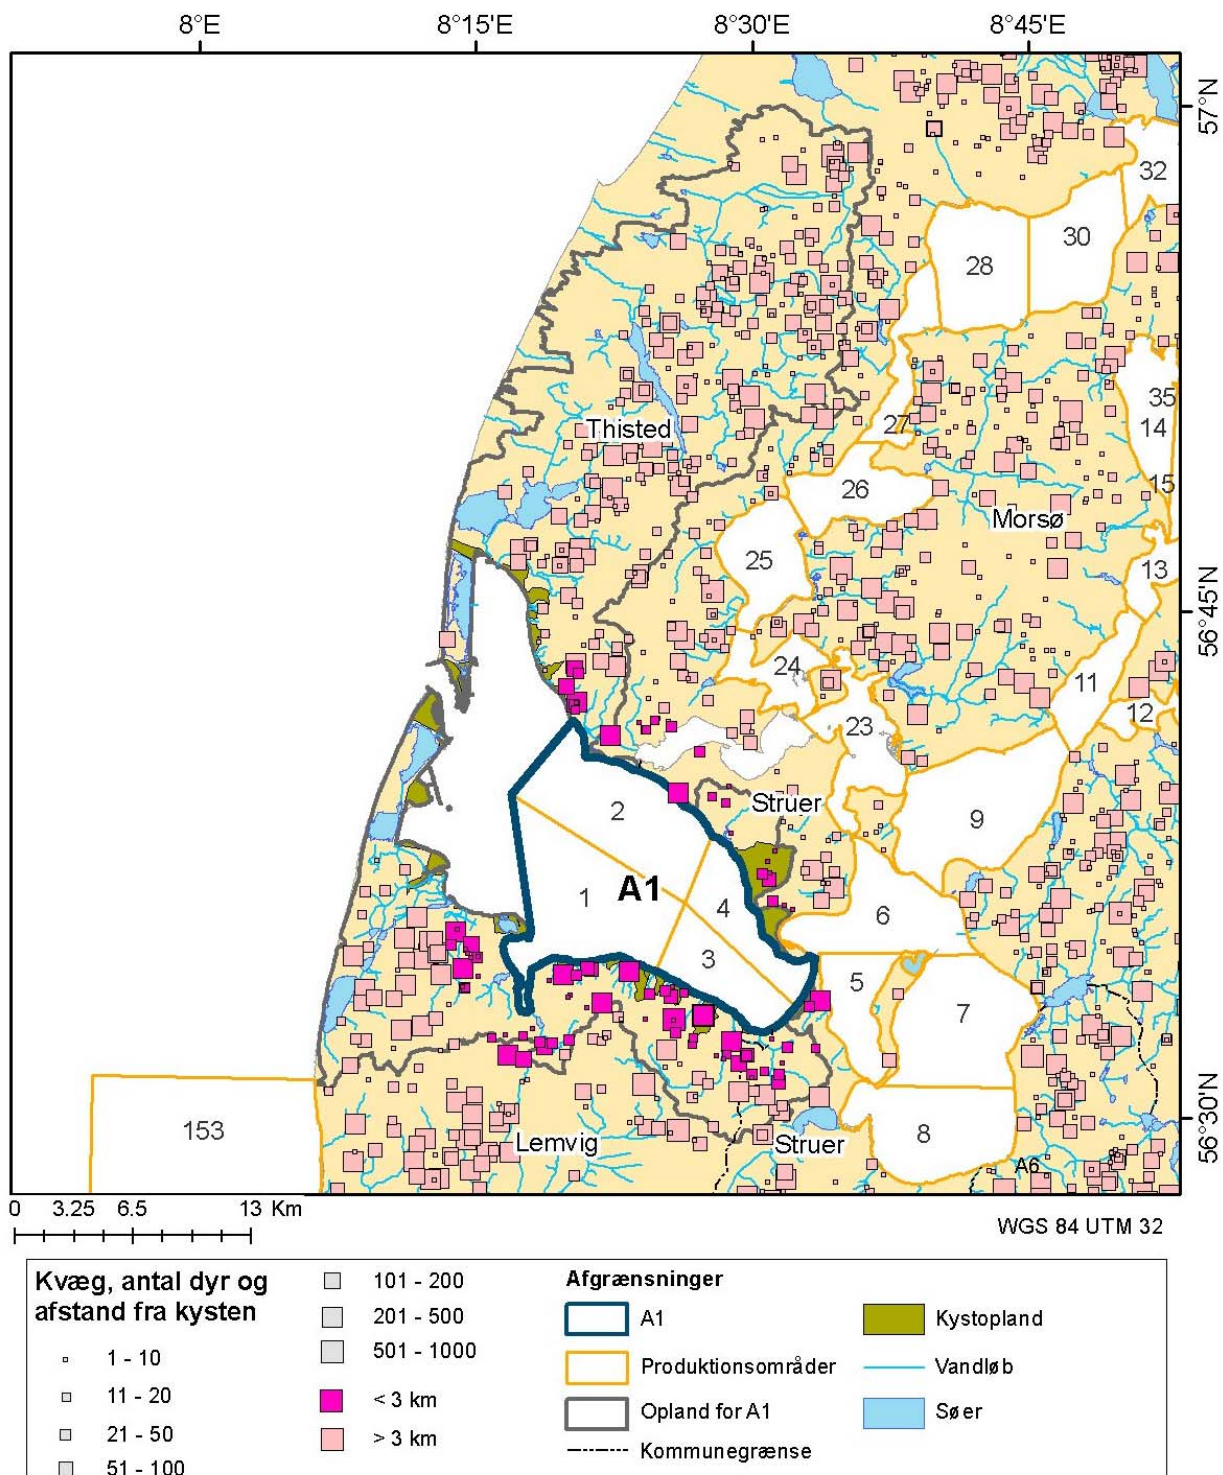 8°E 8°15'E 8°30'E 8°45'E
57°N
32
30
28
35
Thisted
27
14
26
15
Morsø
25
13
56°45'N
24
11
12
23
2
Struer
9
1
A1
4
6
3
5
7
153
Lemvig
Struer
8
A6
56°30'N
0 3.25 6.5 13 Km
WGS 84 UTM 32
Kvæg, antal dyr og
afstand fra kysten
1 - 10
11 - 20
21 - 50
51 - 100
101 - 200
201 - 500
501 - 1000
< 3 km
> 3 km
Afgrænsninger
A1
Produktionsområder
Opland for A1
Kommunegrænse
Kystopland
Vandløb
Søer